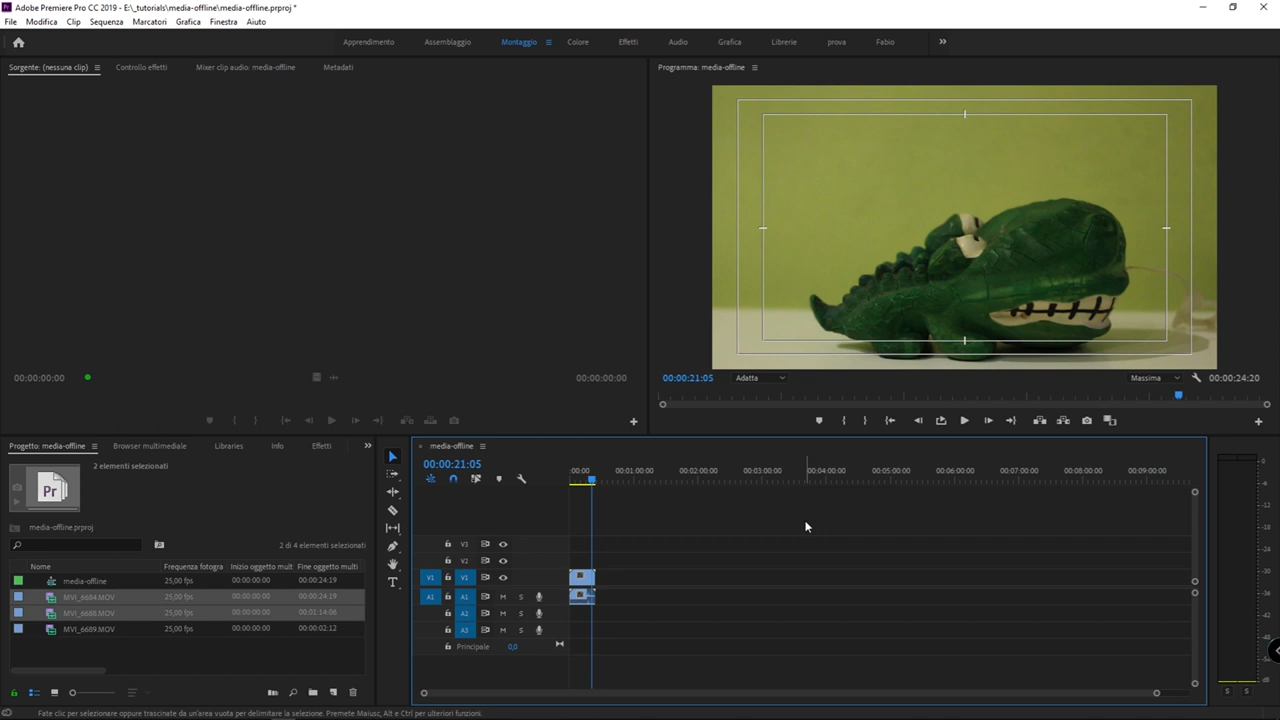 Adobe Premiere Pro CC 2019 - E:\_tutorials\media-offline\media-offline.prproj *
File Modifica Clip Sequenza Marcatori Grafica Finestra Aiuto
Apprendimento Assemblaggio Montaggio Colore Effetti Audio Grafica Librerie prova Fabio
Sorgente: (nessuna clip) Controllo effetti Mixer clip audio: media-offline Metadati
Programma: media-offline
00:00:00:00 00:00:00:00
00:00:21:05 Adatta Massima 00:00:24:20
Progetto: media-offline Browser multimediale Libraries Info Effetti
2 elementi selezionati
Pr
media-offline.prproj
2 di 4 elementi selezionati
Nome Frequenza fotogra Inizio oggetto mult Fine oggetto multi
media-offline 25,00 fps 00:00:00:00 00:00:24:19
MVI_6684.MOV 25,00 fps 00:00:00:00 00:00:24:19
MVI_6688.MOV 25,00 fps 00:00:00:00 00:01:14:06
MVI_6689.MOV 25,00 fps 00:00:00:00 00:00:02:12
media-offline
00:00:21:05
:00:00 00:01:00:00 00:02:00:00 00:03:00:00 00:04:00:00 00:05:00:00 00:06:00:00 00:07:00:00 00:08:00:00 00:09:00:00
V3
V2
V1 V1
A1 A1 M S
A2 M S
A3 M S
Principale 0,0
S S
Fate clic per selezionare oppure trascinate da un'area vuota per delimitare la selezione. Premete Maiusc, Alt e Ctrl per ulteriori funzioni.